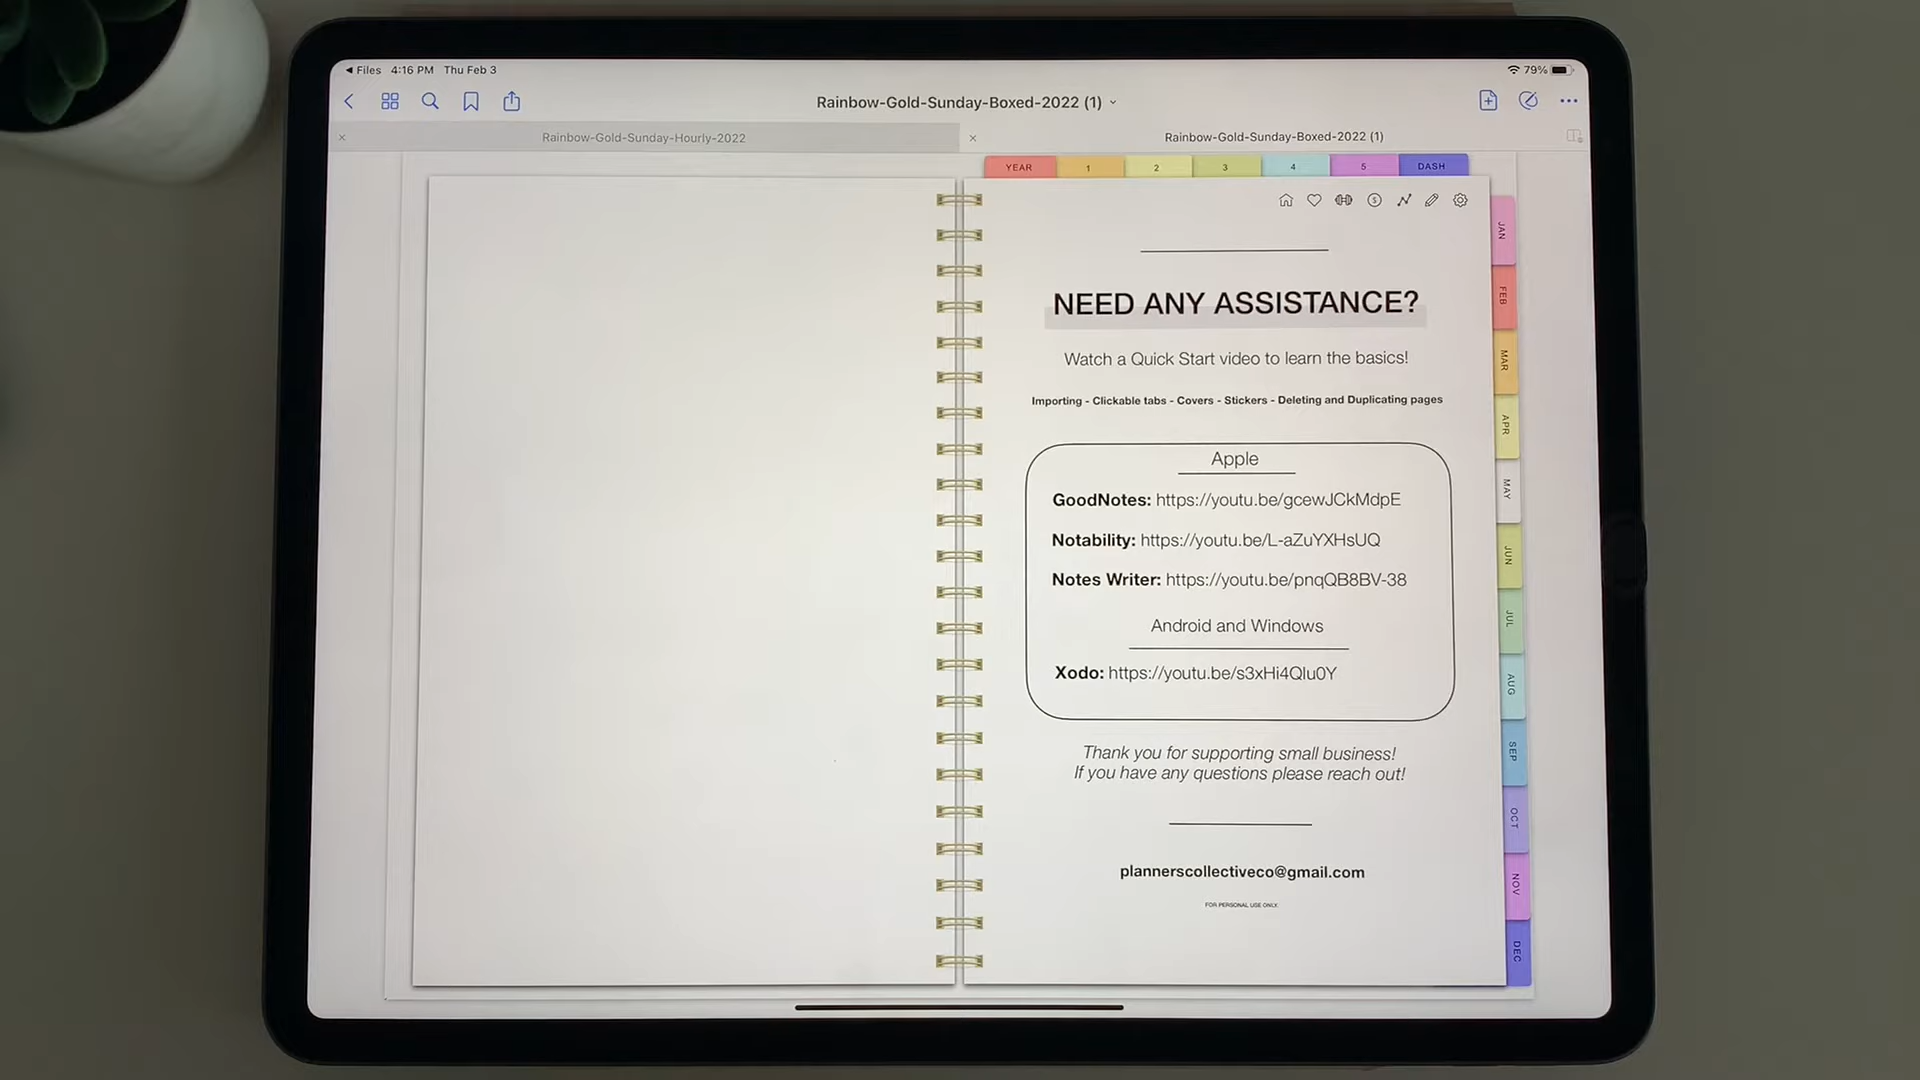 Files 4:16 PM Thu Feb 3
79%
Rainbow-Gold-Sunday-Boxed-2022 (1)
Rainbow-Gold-Sunday-Hourly-2022
Rainbow-Gold-Sunday-Boxed-2022 (1)
YEAR 1 2 3 4 5 DASH
NEED ANY ASSISTANCE?
Watch a Quick Start video to learn the basics!
Importing - Clickable tabs - Covers - Stickers - Deleting and Duplicating pages
Apple
GoodNotes: https://youtu.be/gcewJCkMdpE
Notability: https://youtu.be/L-aZuYXHsUQ
Notes Writer: https://youtu.be/pnqQB8BV-38
Android and Windows
Xodo: https://youtu.be/s3xHi4QIu0Y
Thank you for supporting small business!
If you have any questions please reach out!
plannerscollectiveco@gmail.com
FOR PERSONAL USE ONLY.
JAN
FEB
MAR
APR
MAY
JUN
JUL
AUG
SEP
OCT
NOV
DEC